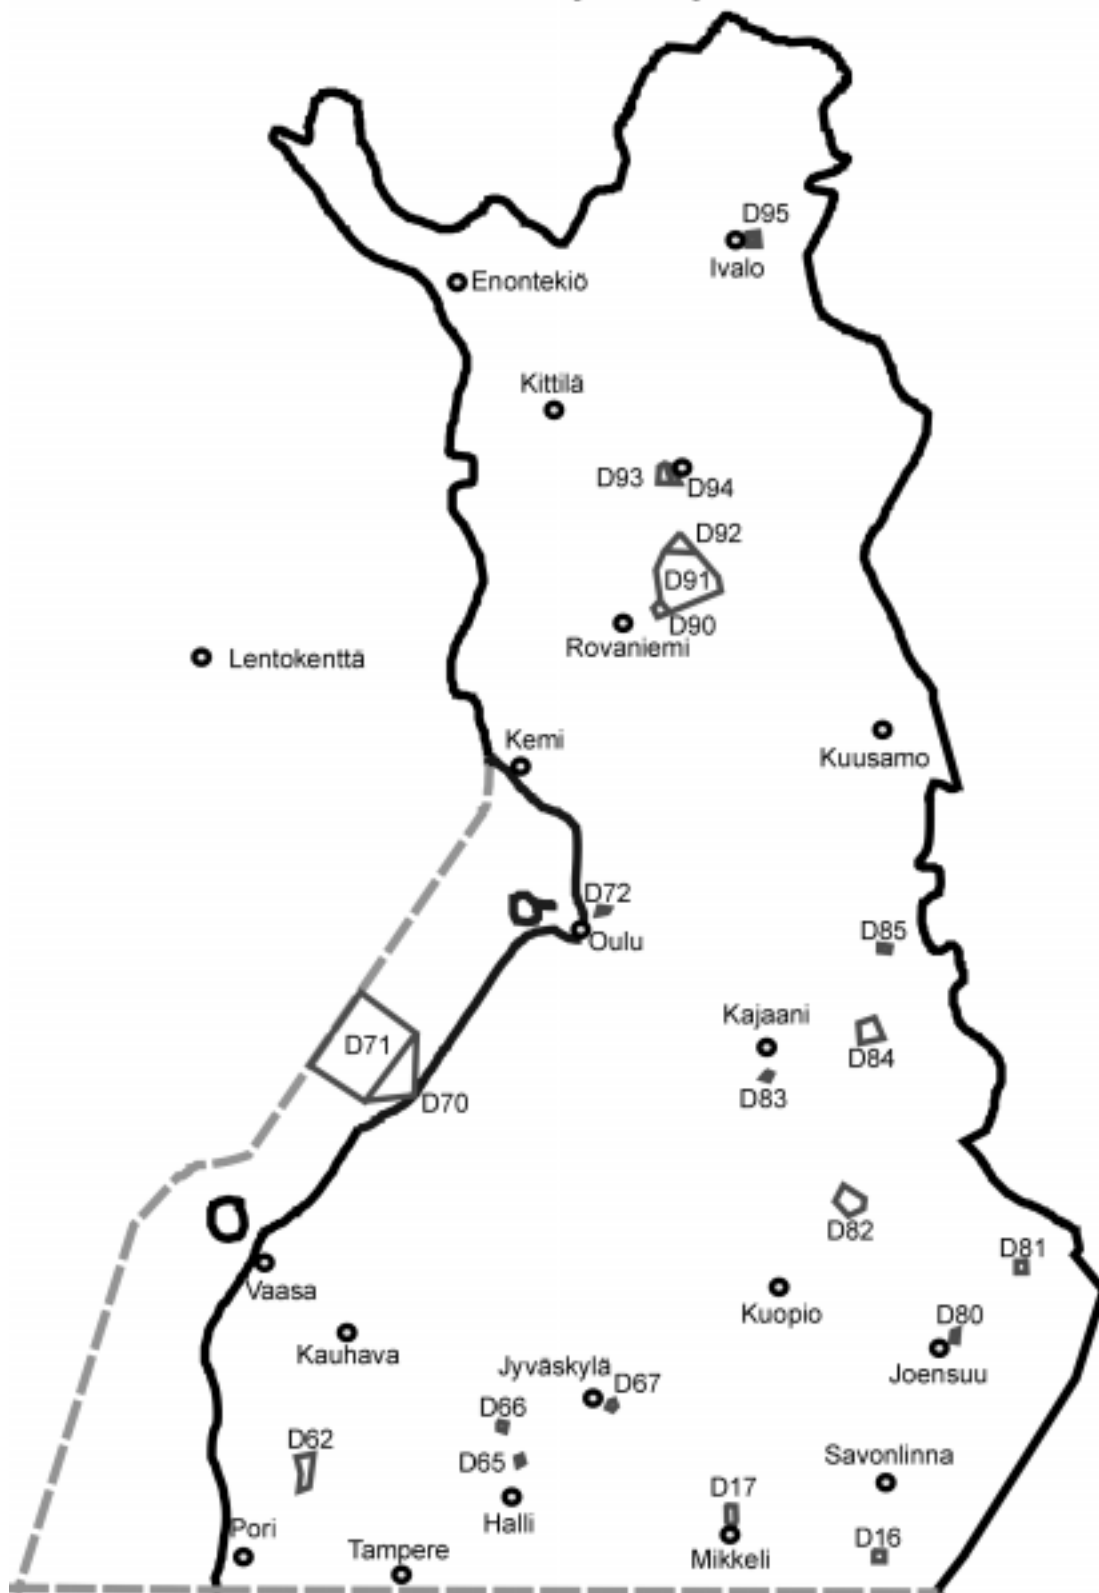 D95
Ivalo
Enontekiö
Kittilä
D93
D94
D92
D91
D90
Rovaniemi
Lentokenttä
Kemi
Kuusamo
D72
Oulu
D85
Kajaani
D71
D84
D83
D70
D82
D81
Vaasa
Kuopio
D80
Kauhava
Joensuu
Jyväskylä
D67
D66
D62
D65
Savonlinna
D17
Halli
Pori
D16
Tampere
Mikkeli